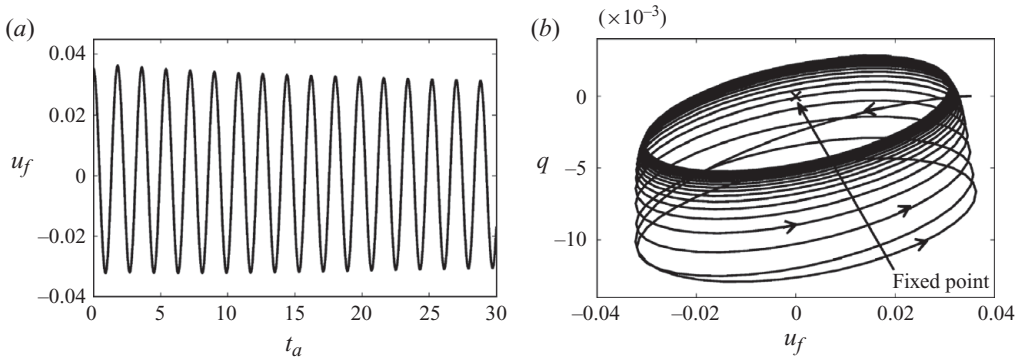 (a)
0.04
0.02
u_f
0
–0.02
–0.04
0 5 10 15 20 25 30
t_a
(b)
(×10⁻³)
0
–5
q
–10
Fixed point
–0.04 –0.02 0 0.02 0.04
u_f